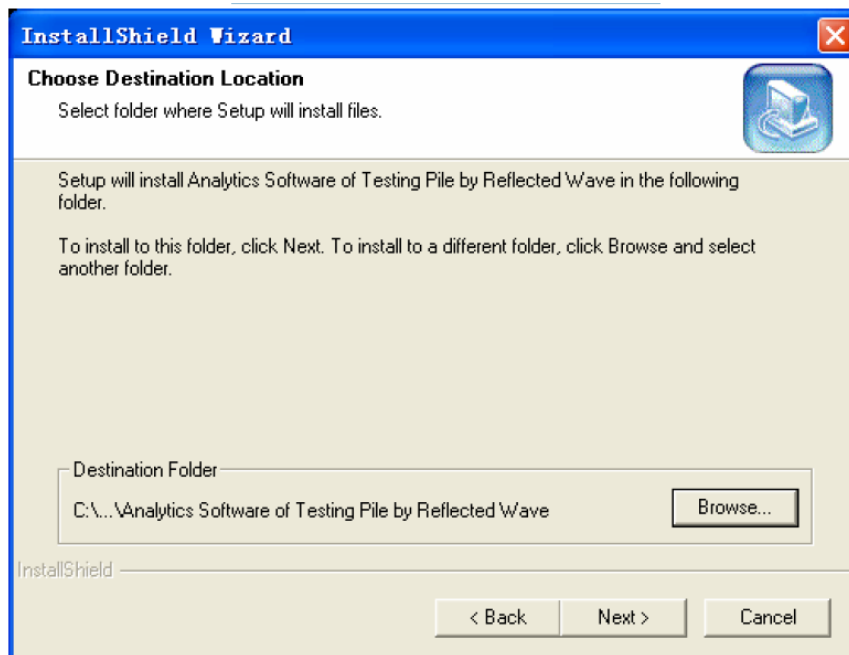 InstallShield Wizard
Choose Destination Location
Select folder where Setup will install files.
Setup will install Analytics Software of Testing Pile by Reflected Wave in the following
folder.
To install to this folder, click Next. To install to a different folder, click Browse and select
another folder.
Destination Folder
C:\...\Analytics Software of Testing Pile by Reflected Wave
Browse...
InstallShield
< Back
Next >
Cancel